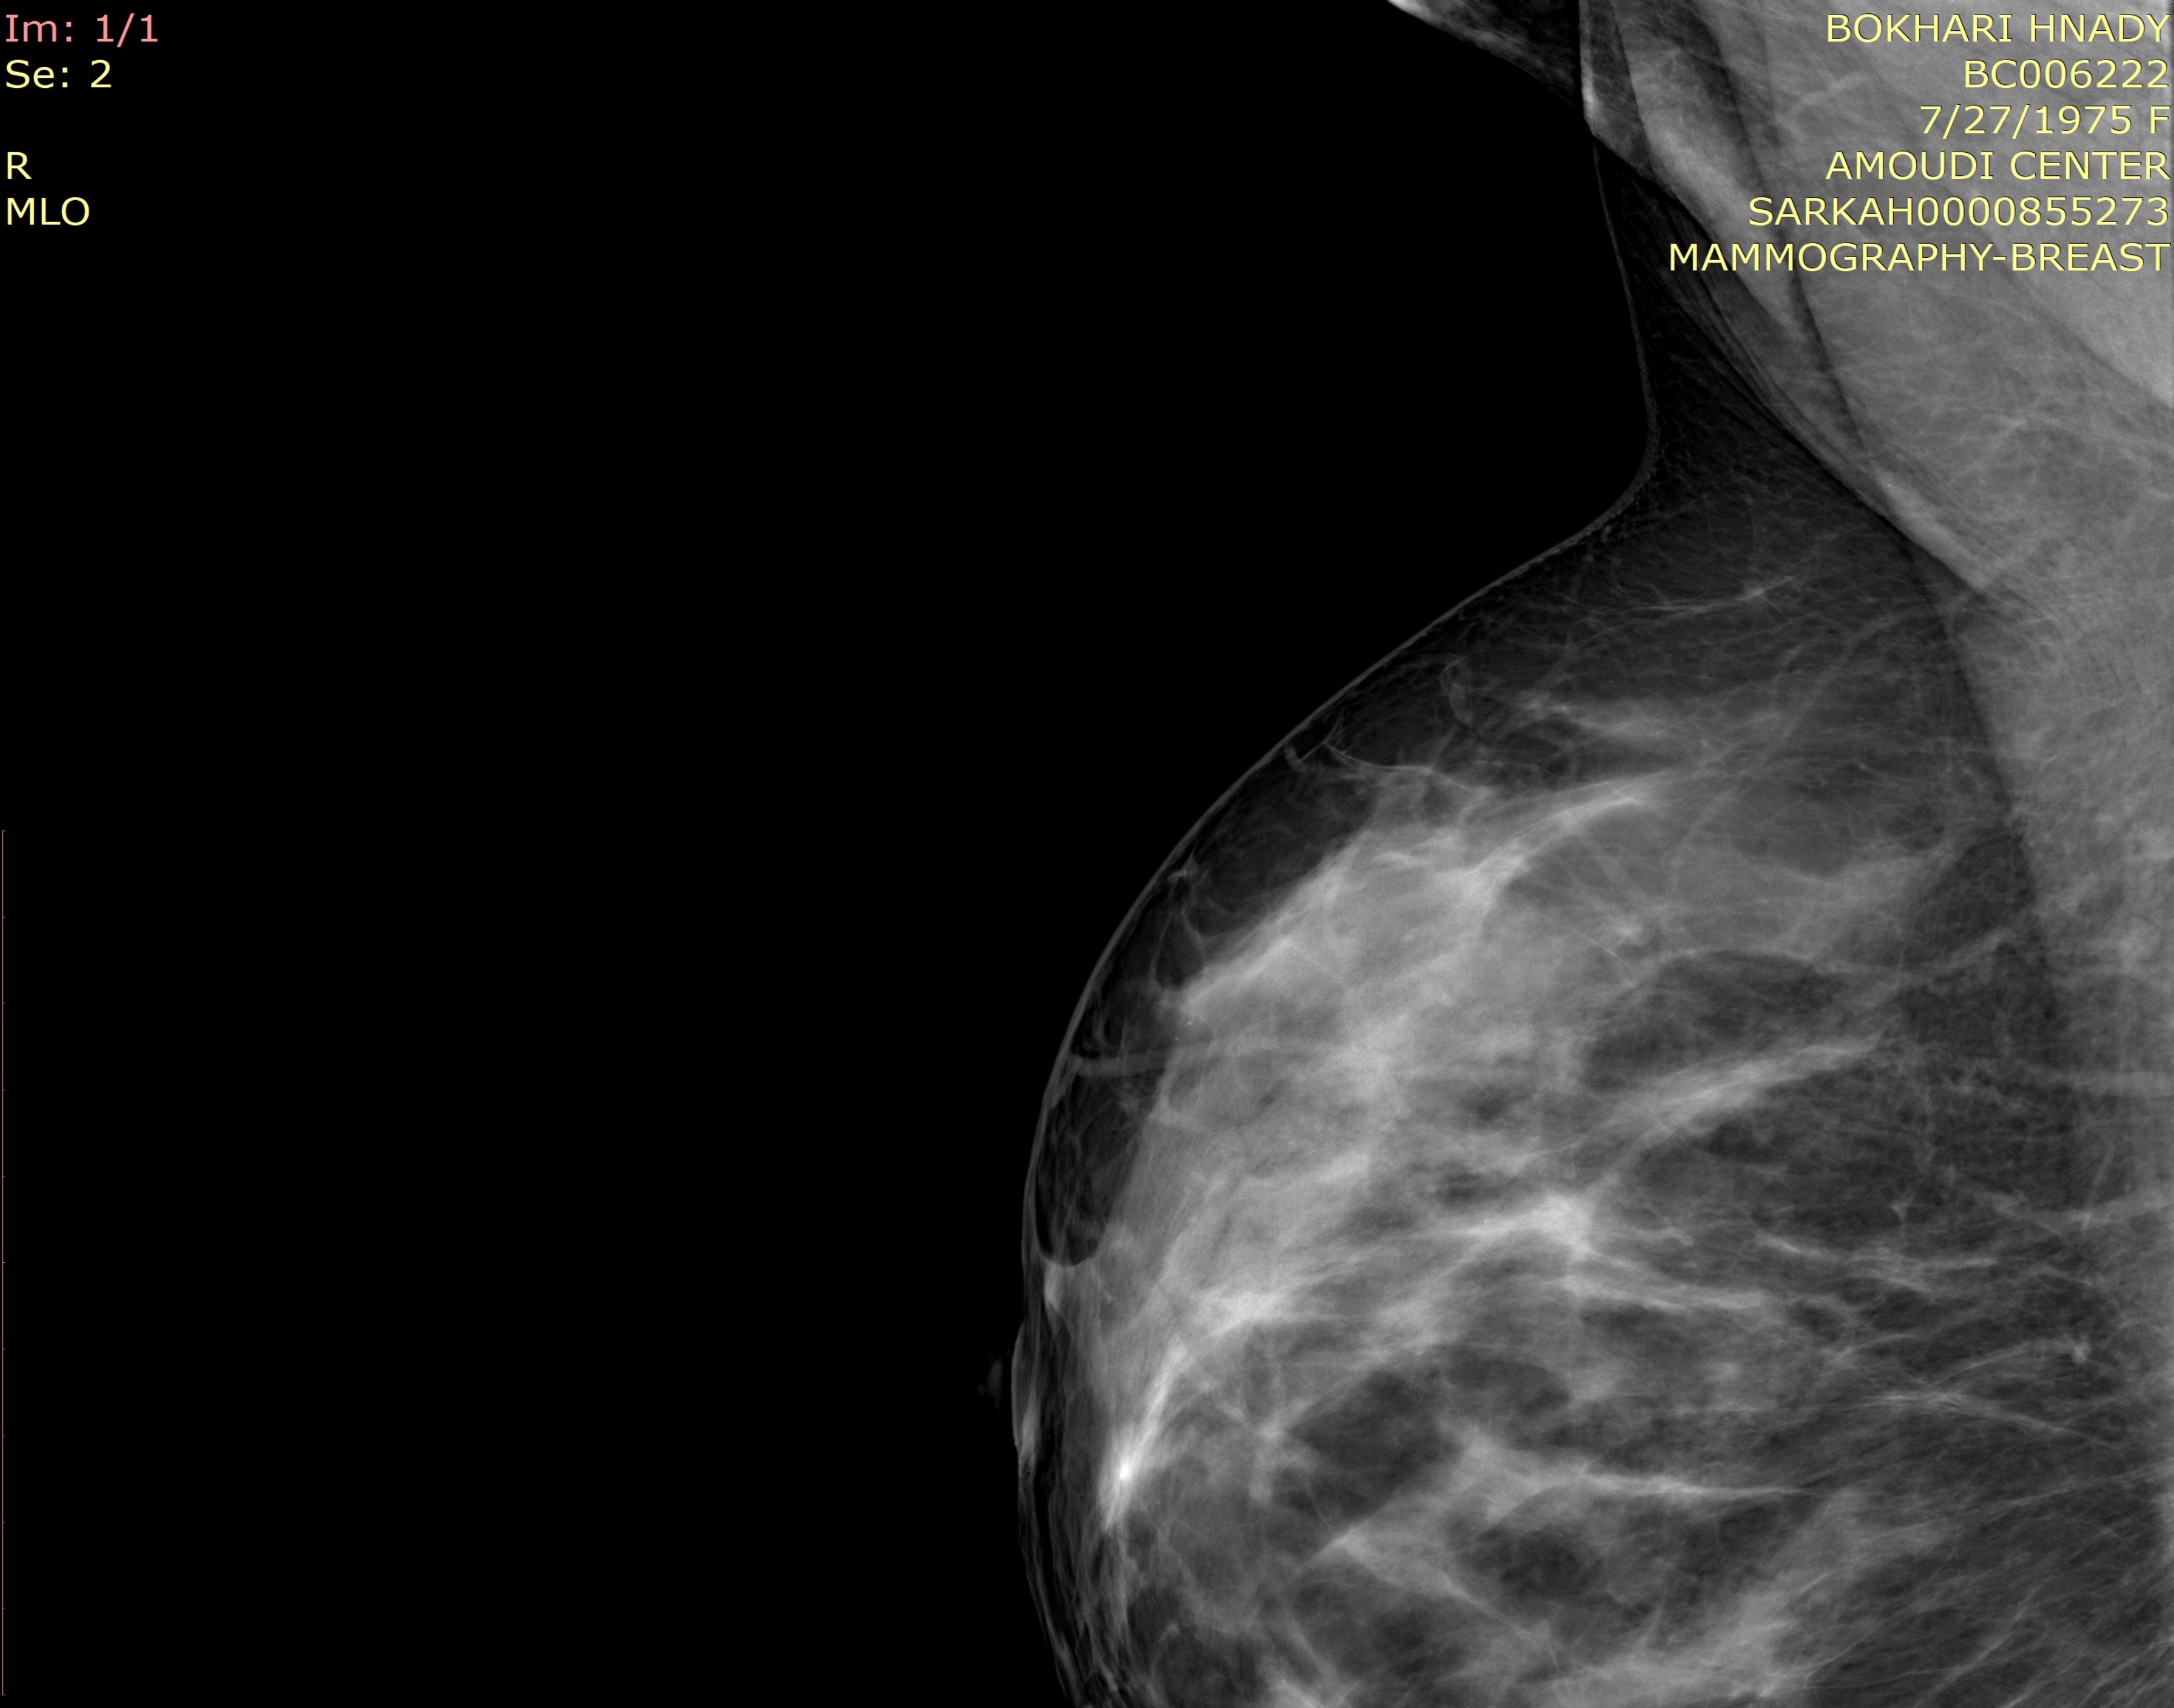 Im: 1/1
Se: 2
R
MLO
BOKHARI HNADY
BC006222
7/27/1975 F
AMOUDI CENTER
SARKAH0000855273
MAMMOGRAPHY-BREAST